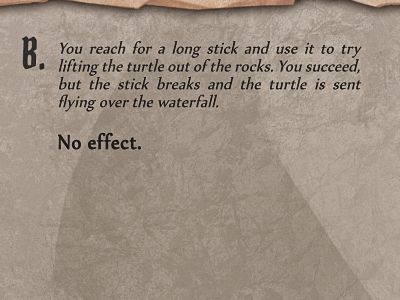 B. You reach for a long stick and use it to try
lifting the turtle out of the rocks. You succeed,
but the stick breaks and the turtle is sent
flying over the waterfall.
No effect.